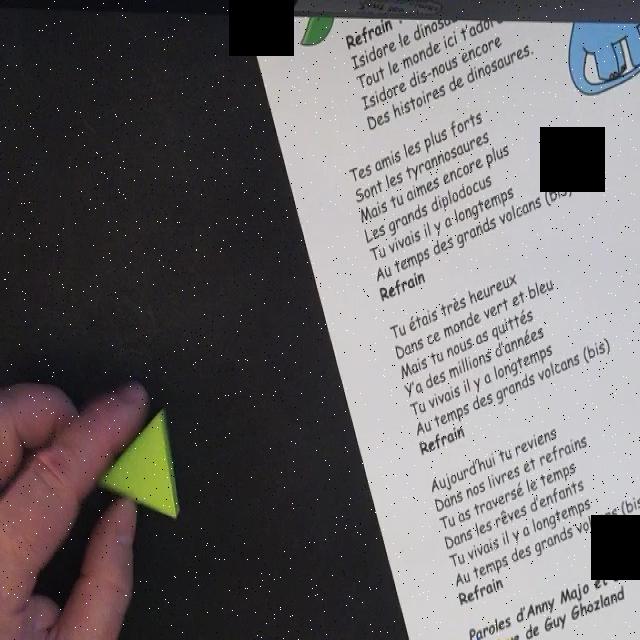 Refrain
Isidore le dinosau
Tout le monde ici t'ador
Isidore dis-nous encore
Des histoires de dinosaures.
Tes amis les plus forts
Sont les tyrannosaures
Mais tu aimes encore plus
Les grands diplodocus
Tu vivais il y a longtemps
Au temps des grands volcans (bis)
Refrain
Tu étais très heureux
Dans ce monde vert et bleu
Mais tu nous as quittés
Y'a des millions d'années
Tu vivais il y a longtemps
Au temps des grands volcans (bis)
Refrain
Aujourd'hui tu reviens
Dans nos livres et refrains
Tu as traversé le temps
Dans les rêves d'enfants
Tu vivais il y a longtemps
Au temps des grands volcans (bis
Refrain
Paroles d'Anny Majo et
de Guy Ghozland